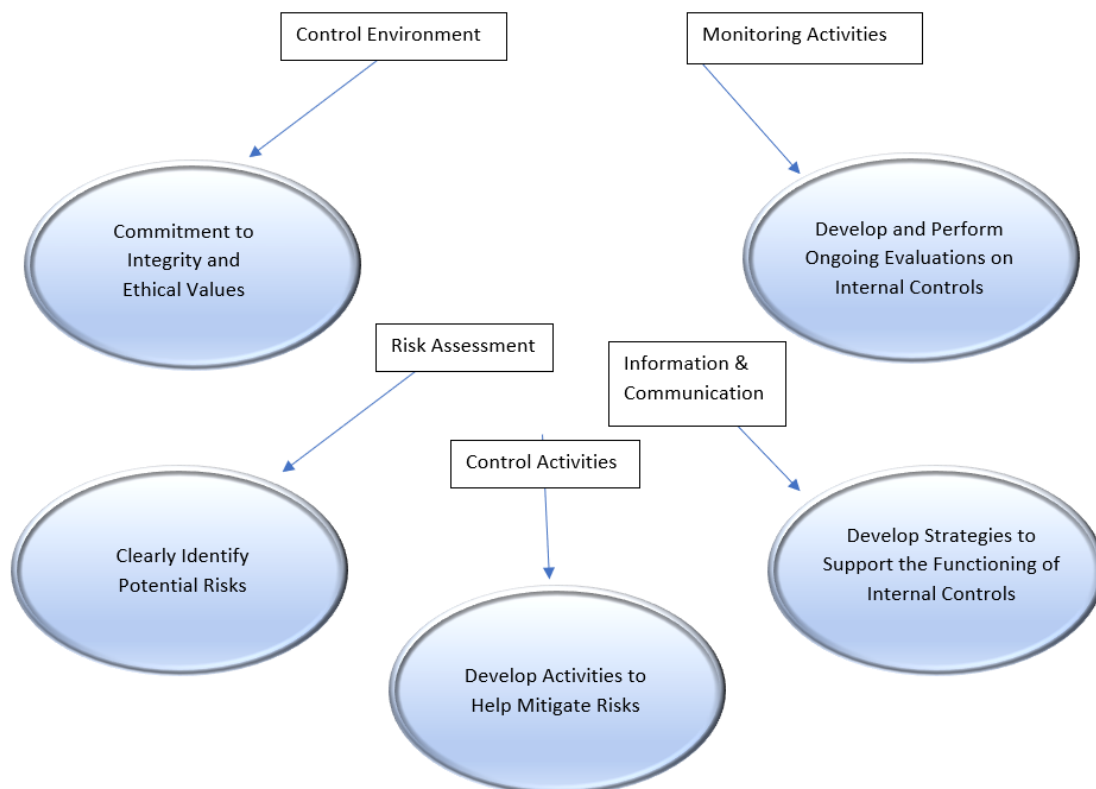 Control Environment
Monitoring Activities
Commitment to
Integrity and
Ethical Values
Develop and Perform
Ongoing Evaluations on
Internal Controls
Risk Assessment
Information &
Communication
Control Activities
Clearly Identify
Potential Risks
Develop Strategies to
Support the Functioning of
Internal Controls
Develop Activities to
Help Mitigate Risks